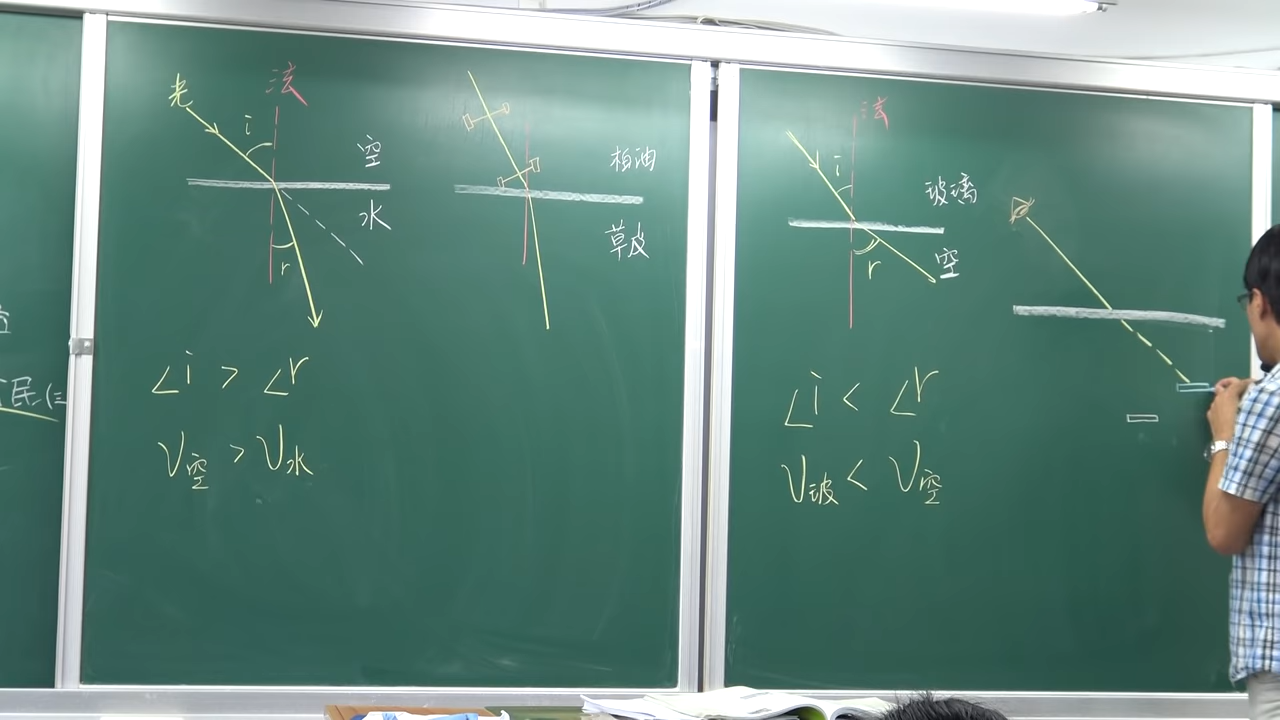 光
法
i
空
水
r
∠i > ∠r
V空 > V水
柏油
草皮
法
i
玻璃
空
r
∠i < ∠r
V玻 < V空